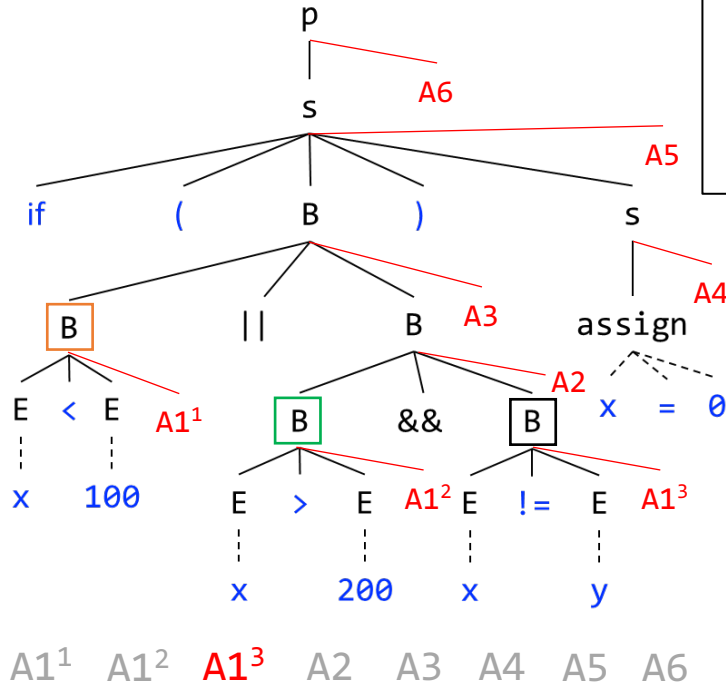 p
A6
s
A5
if ( B ) s
A4
B || B A3 assign
A2
E < E A1¹ B && B x = 0
x 100 E > E A1² E != E A1³
x 200 x y
A1¹ A1² A1³ A2 A3 A4 A5 A6